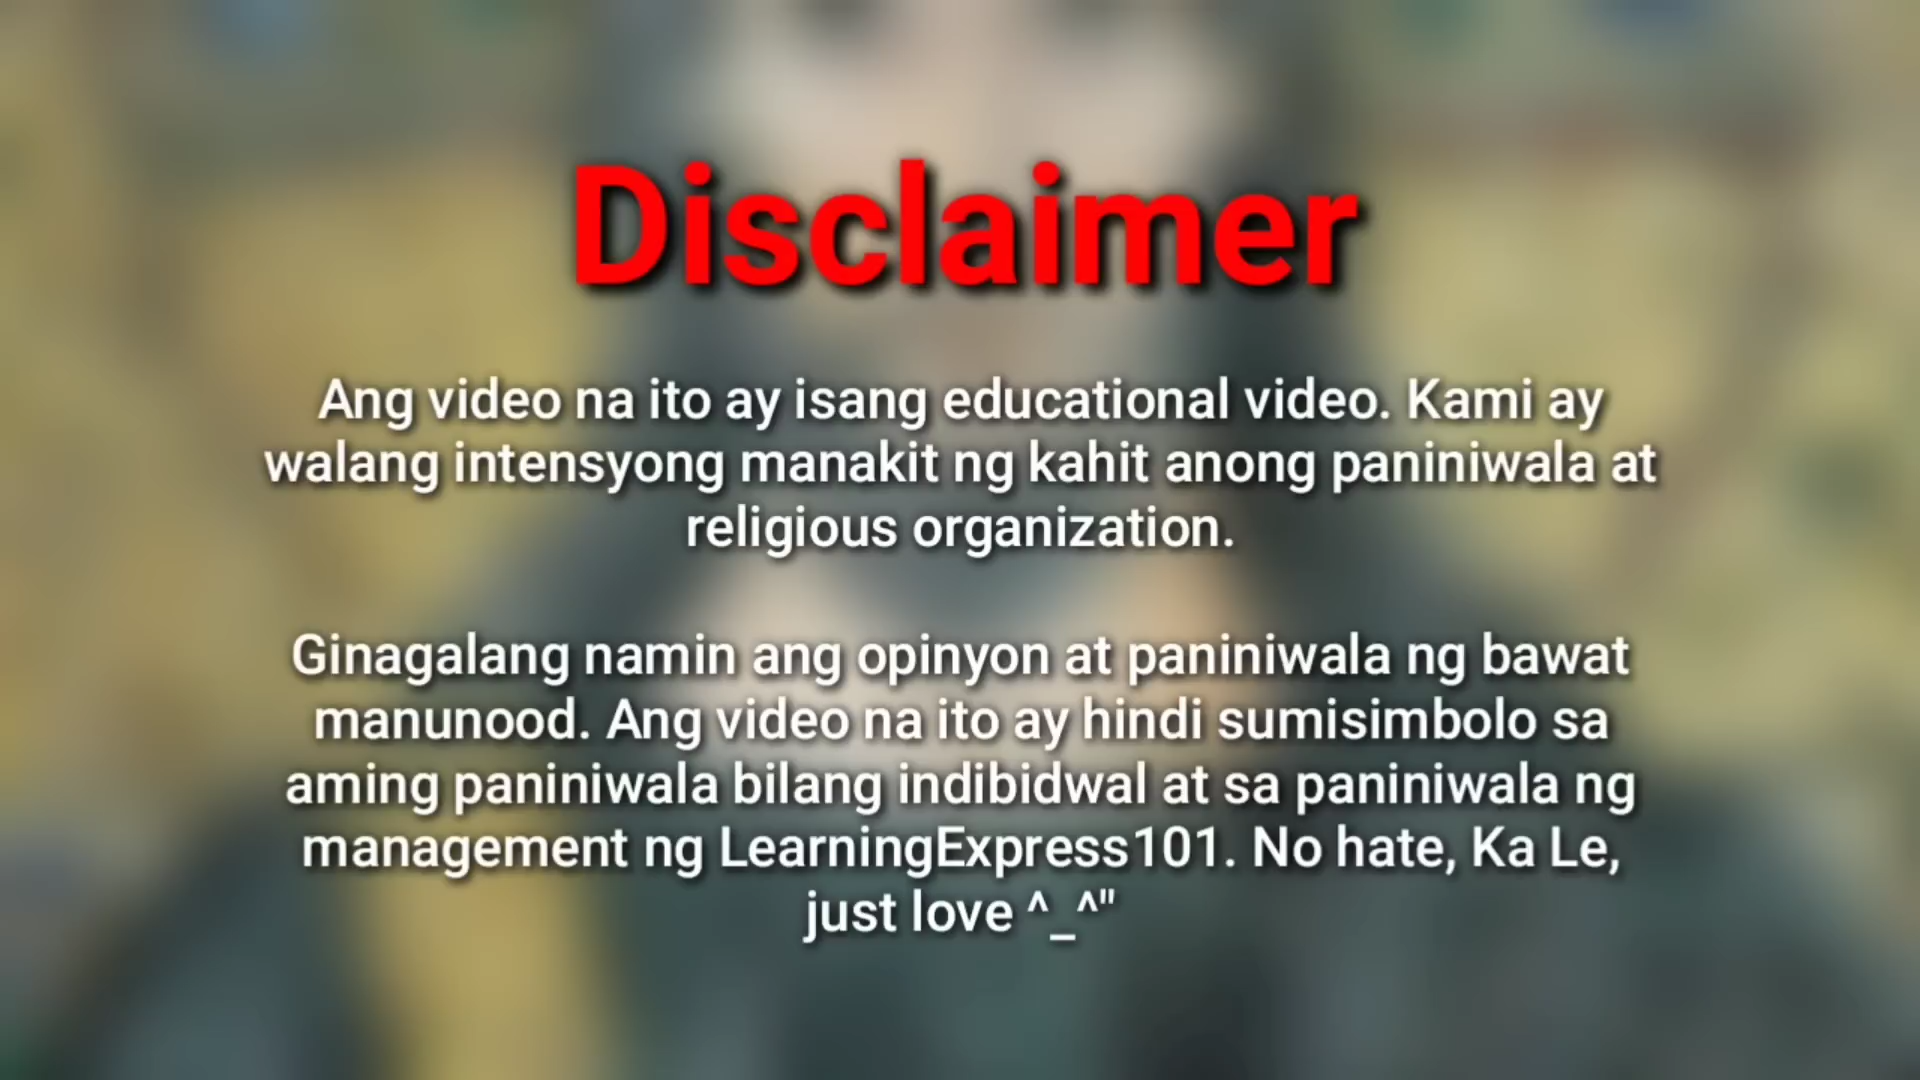 Disclaimer
Ang video na ito ay isang educational video. Kami ay
walang intensyong manakit ng kahit anong paniniwala at
religious organization.
Ginagalang namin ang opinyon at paniniwala ng bawat
manunood. Ang video na ito ay hindi sumisimbolo sa
aming paniniwala bilang indibidwal at sa paniniwala ng
management ng LearningExpress101. No hate, Ka Le,
just love ^_^"